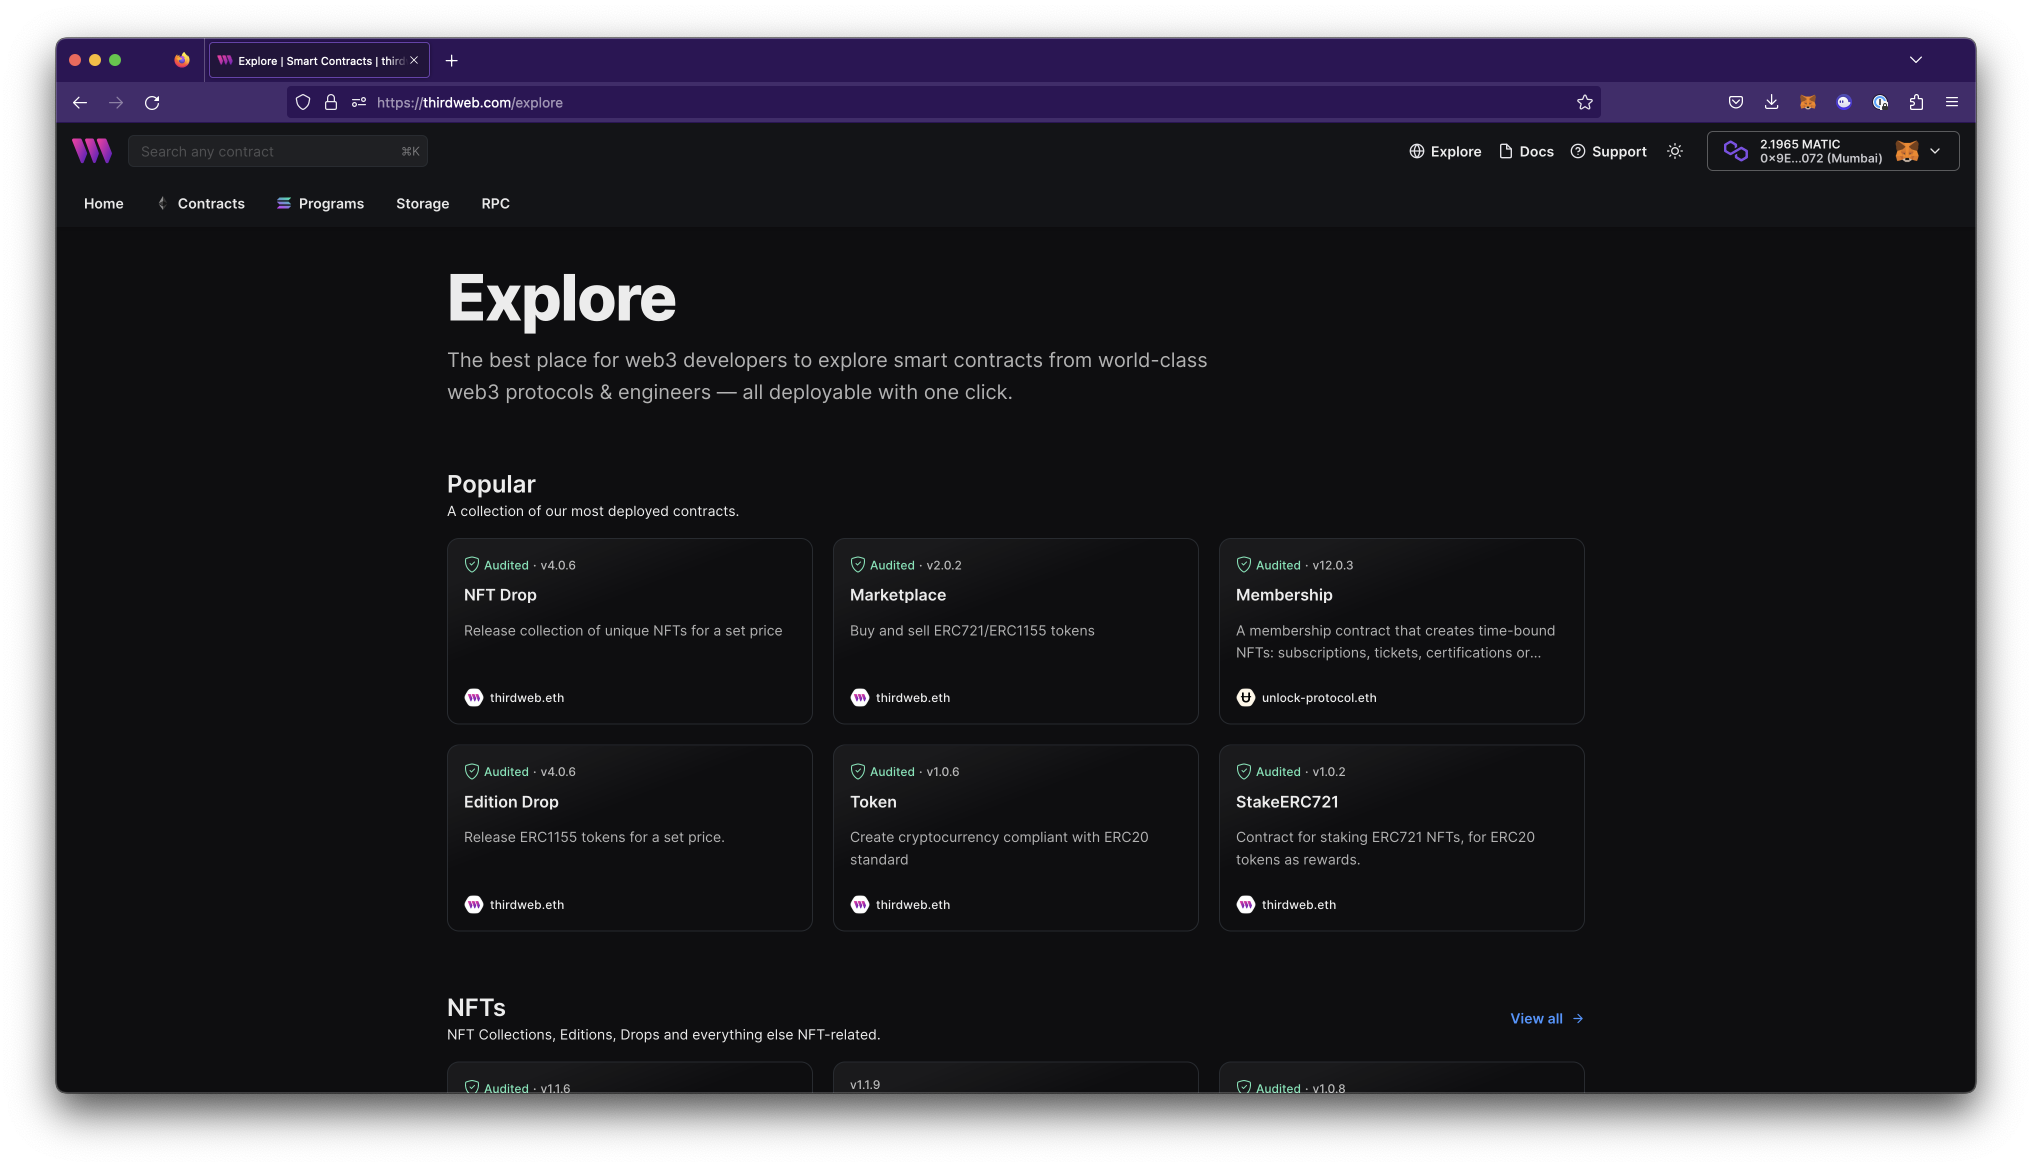 Explore | Smart Contracts | third
https://thirdweb.com/explore
Search any contract ⌘K
Explore Docs Support
2.1965 MATIC
0x9E...072 (Mumbai)
Home Contracts Programs Storage RPC
Explore
The best place for web3 developers to explore smart contracts from world-class
web3 protocols & engineers — all deployable with one click.
Popular
A collection of our most deployed contracts.
Audited · v4.0.6
NFT Drop
Release collection of unique NFTs for a set price
thirdweb.eth
Audited · v2.0.2
Marketplace
Buy and sell ERC721/ERC1155 tokens
thirdweb.eth
Audited · v12.0.3
Membership
A membership contract that creates time-bound
NFTs: subscriptions, tickets, certifications or...
unlock-protocol.eth
Audited · v4.0.6
Edition Drop
Release ERC1155 tokens for a set price.
thirdweb.eth
Audited · v1.0.6
Token
Create cryptocurrency compliant with ERC20
standard
thirdweb.eth
Audited · v1.0.2
StakeERC721
Contract for staking ERC721 NFTs, for ERC20
tokens as rewards.
thirdweb.eth
NFTs
NFT Collections, Editions, Drops and everything else NFT-related.
View all →
Audited · v1.1.6
v1.1.9
Audited · v1.0.8